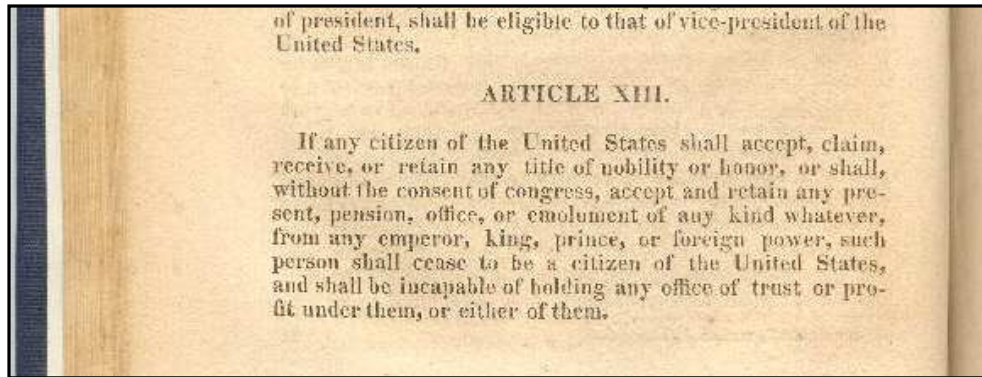 of president, shall be eligible to that of vice-president of the
United States.
ARTICLE XIII.
If any citizen of the United States shall accept, claim,
receive, or retain any title of nobility or honor, or shall,
without the consent of congress, accept and retain any pre-
sent, pension, office, or emolument of any kind whatever,
from any emperor, king, prince, or foreign power, such
person shall cease to be a citizen of the United States,
and shall be incapable of holding any office of trust or pro-
fit under them, or either of them.